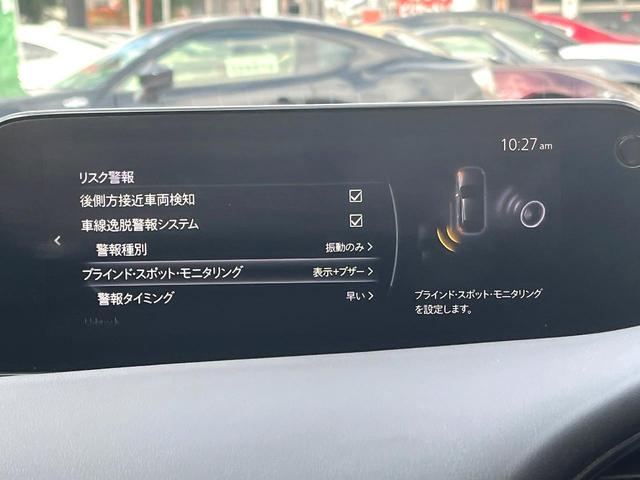 10:27 am
リスク警報
後側方接近車両検知
車線逸脱警報システム
警報種別 振動のみ
ブラインド・スポット・モニタリング 表示+ブザー
警報タイミング 早い
ブラインド・スポット・モニタリング
を設定します。